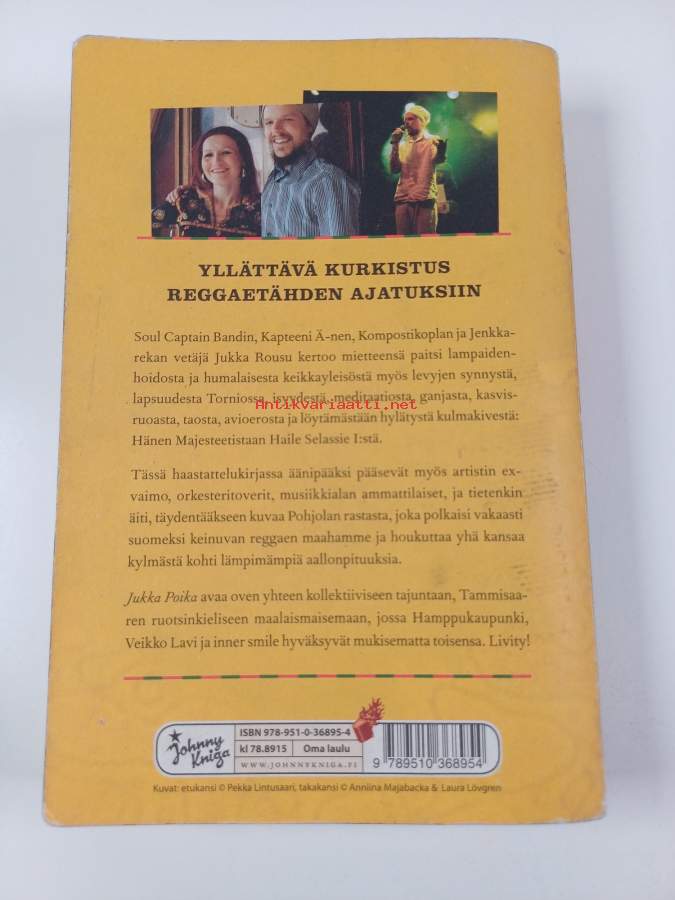 YLLÄTTÄVÄ KURKISTUS
REGGAETÄHDEN AJATUKSIIN
Soul Captain Bandin, Kapteeni Ä-nen, Kompostikoplan ja Jenkka-
rekan vetäjä Jukka Rousu kertoo mietteensä paitsi lampaiden-
hoidosta ja humalaisesta keikkayleisöstä myös levyjen synnystä,
lapsuudesta Torniossa, isyydestä, meditaatiosta, ganjasta, kasvis-
Antikvariaatti.net
ruoasta, taosta, avioerosta ja löytämästään hylätystä kulmakivestä:
Hänen Majesteetistaan Haile Selassie I:stä.
Tässä haastattelukirjassa äänipääksi pääsevät myös artistin ex-
vaimo, orkesteritoverit, musiikkialan ammattilaiset, ja tietenkin
äiti, täydentääkseen kuvaa Pohjolan rastasta, joka polkaisi vakaasti
suomeksi keinuvan reggaen maahamme ja houkuttaa yhä kansaa
kylmästä kohti lämpimämpiä aallonpituuksia.
Jukka Poika avaa oven yhteen kollektiiviseen tajuntaan, Tammisaa-
ren ruotsinkieliseen maalaismaisemaan, jossa Hamppukaupunki,
Veikko Lavi ja inner smile hyväksyvät mukisematta toisensa. Livity!
Johnny
Kniga
ISBN 978-951-0-36895-4
kl 78.8915 Oma laulu
WWW.JOHNNYKNIGA.FI
9 789510 368954
Kuvat: etukansi © Pekka Lintusaari, takakansi © Anniina Majabacka & Laura Lövgren